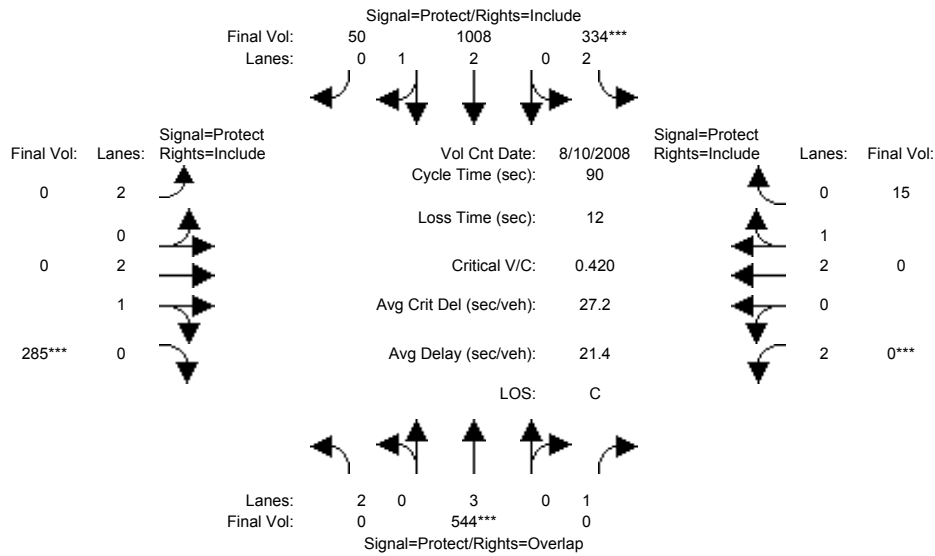 Signal=Protect/Rights=Include
Final Vol: 50 1008 334***
Lanes: 0 1 2 0 2
Signal=Protect Signal=Protect
Final Vol: Lanes: Rights=Include Vol Cnt Date: 8/10/2008 Rights=Include Lanes: Final Vol:
Cycle Time (sec): 90
0 2 0 15
Loss Time (sec): 12
0 1
0 2 Critical V/C: 0.420 2 0
1 Avg Crit Del (sec/veh): 27.2 0
285*** 0 Avg Delay (sec/veh): 21.4 2 0***
LOS: C
Lanes: 2 0 3 0 1
Final Vol: 0 544*** 0
Signal=Protect/Rights=Overlap